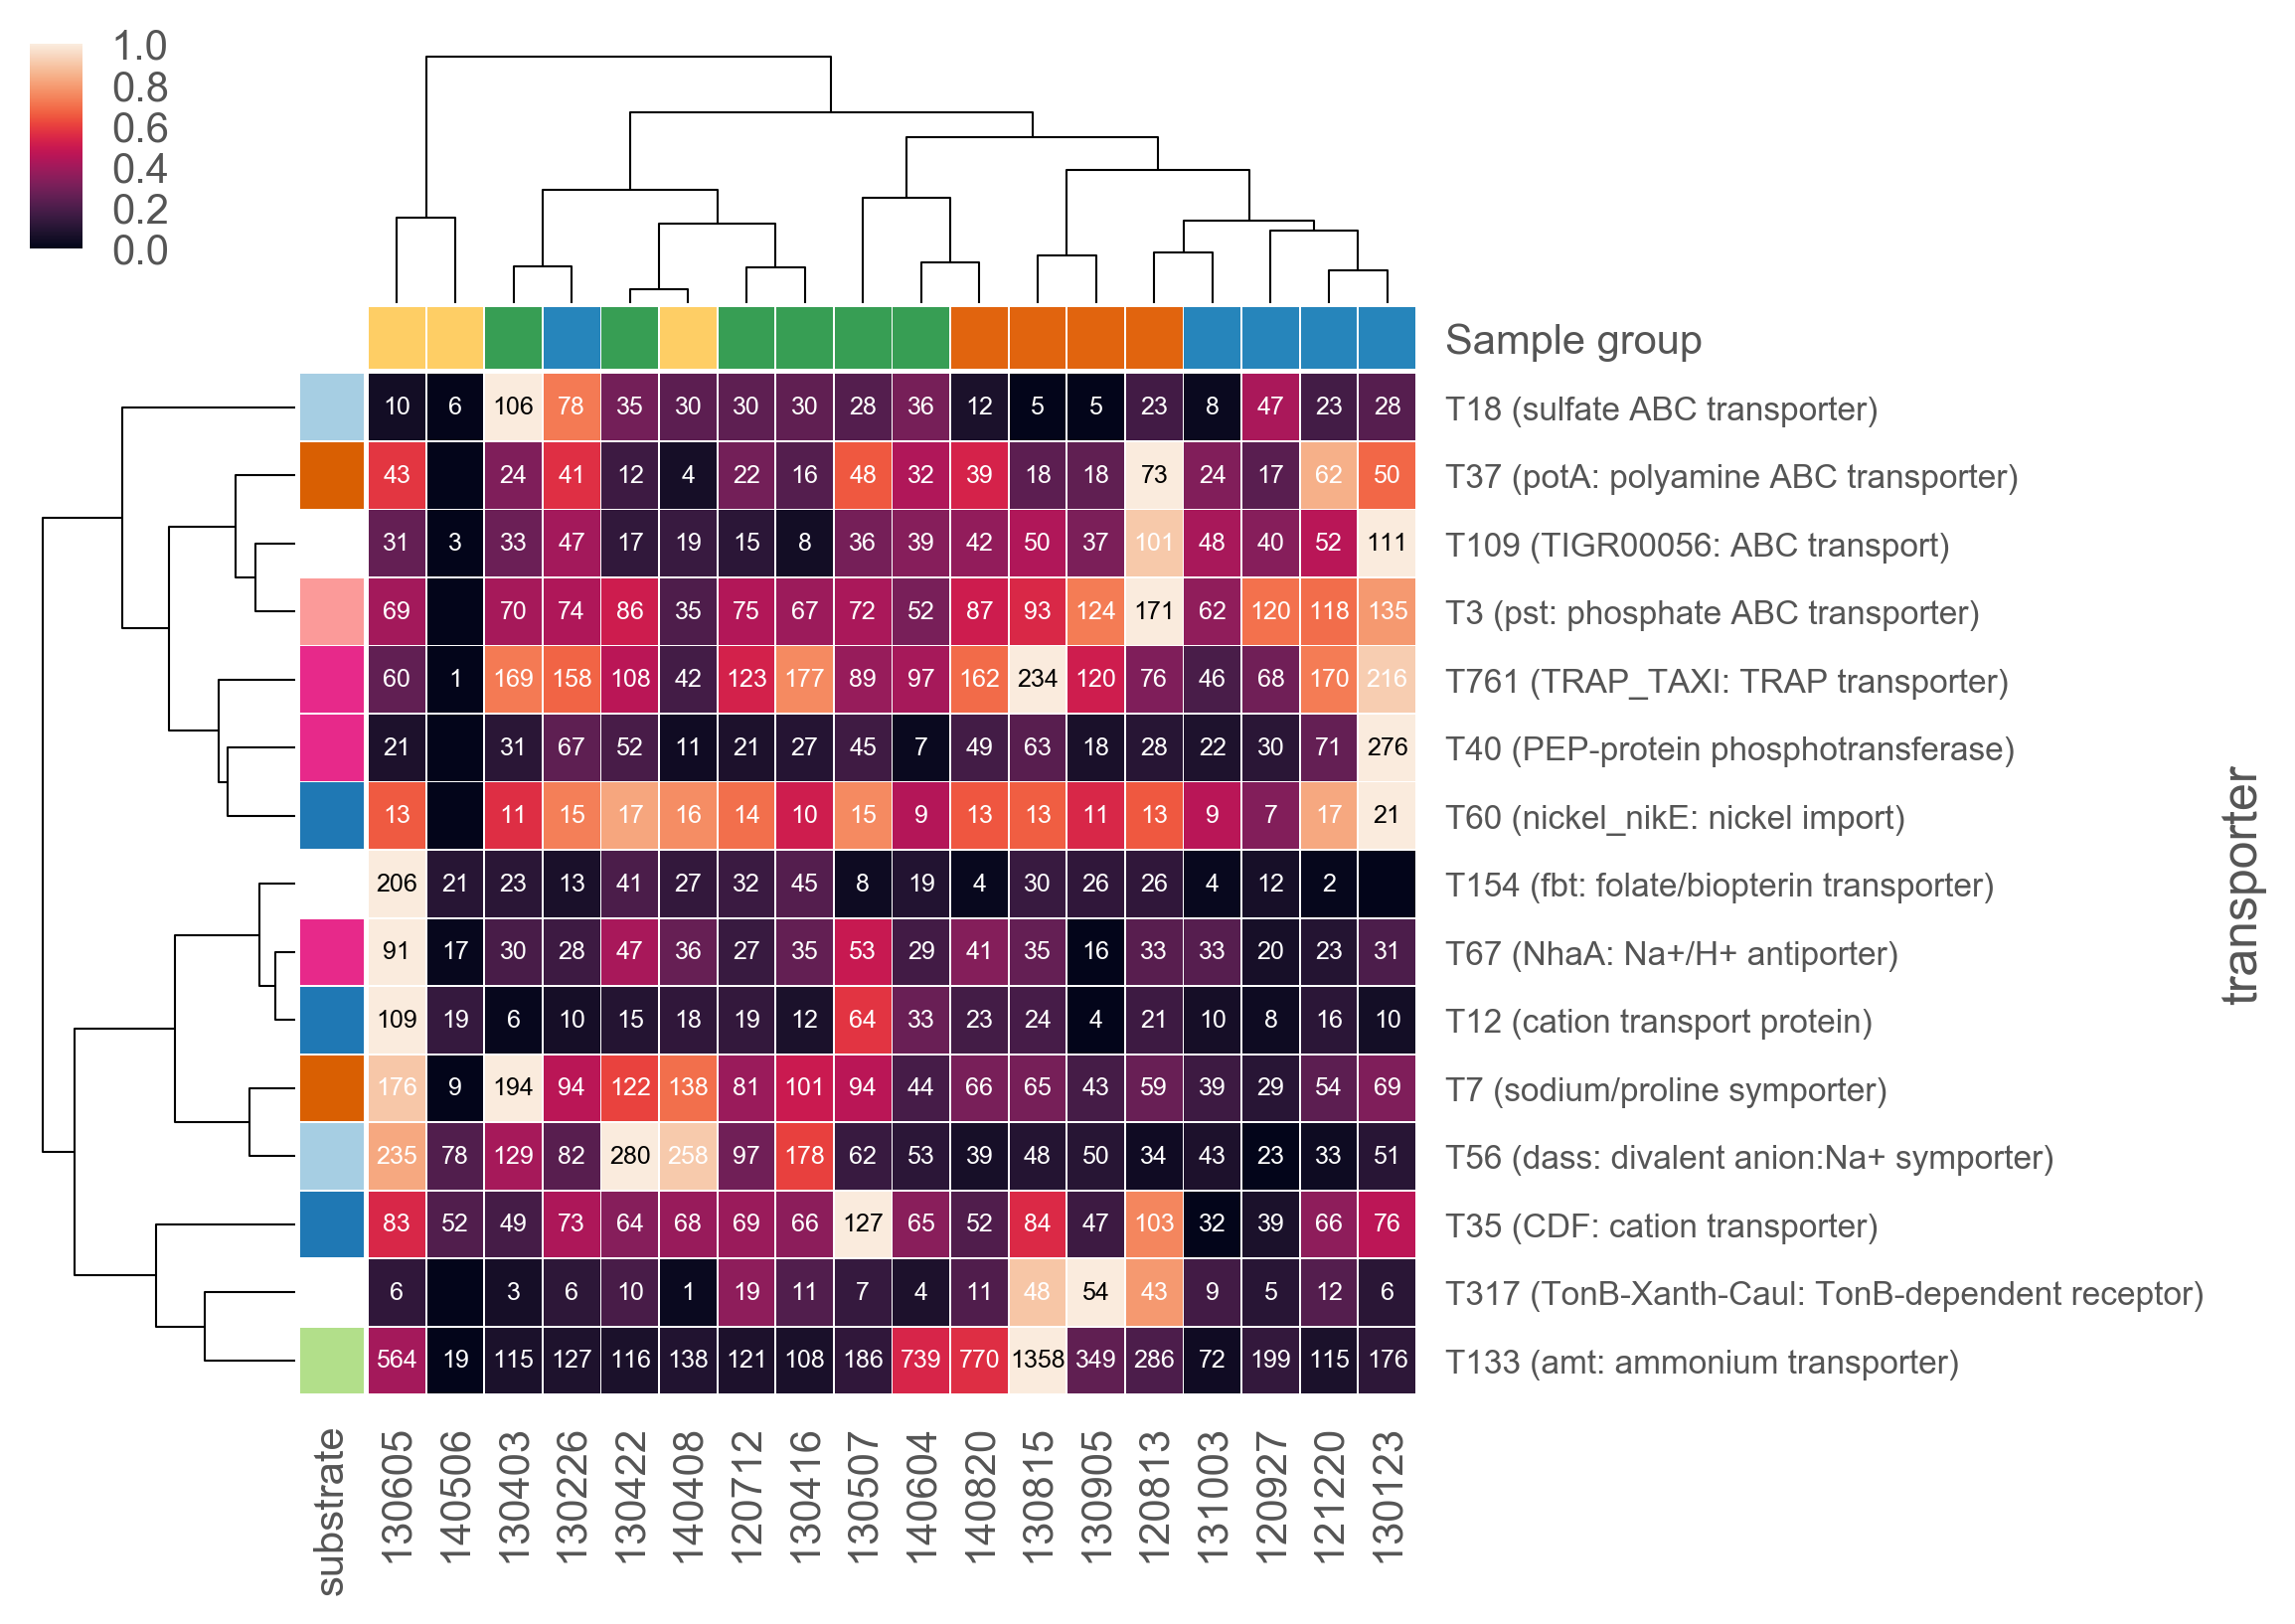 1.0
0.8
0.6
0.4
0.2
0.0
Sample group
10 6 106 78 35 30 30 30 28 36 12 5 5 23 8 47 23 28 T18 (sulfate ABC transporter)
43 24 41 12 4 22 16 48 32 39 18 18 73 24 17 62 50 T37 (potA: polyamine ABC transporter)
31 3 33 47 17 19 15 8 36 39 42 50 37 101 48 40 52 111 T109 (TIGR00056: ABC transport)
69 70 74 86 35 75 67 72 52 87 93 124 171 62 120 118 135 T3 (pst: phosphate ABC transporter)
60 1 169 158 108 42 123 177 89 97 162 234 120 76 46 68 170 216 T761 (TRAP_TAXI: TRAP transporter)
21 31 67 52 11 21 27 45 7 49 63 18 28 22 30 71 276 T40 (PEP-protein phosphotransferase)
13 11 15 17 16 14 10 15 9 13 13 11 13 9 7 17 21 T60 (nickel_nikE: nickel import)
206 21 23 13 41 27 32 45 8 19 4 30 26 26 4 12 2 T154 (fbt: folate/biopterin transporter)
91 17 30 28 47 36 27 35 53 29 41 35 16 33 33 20 23 31 T67 (NhaA: Na+/H+ antiporter)
109 19 6 10 15 18 19 12 64 33 23 24 4 21 10 8 16 10 T12 (cation transport protein)
176 9 194 94 122 138 81 101 94 44 66 65 43 59 39 29 54 69 T7 (sodium/proline symporter)
235 78 129 82 280 258 97 178 62 53 39 48 50 34 43 23 33 51 T56 (dass: divalent anion:Na+ symporter)
83 52 49 73 64 68 69 66 127 65 52 84 47 103 32 39 66 76 T35 (CDF: cation transporter)
6 3 6 10 1 19 11 7 4 11 48 54 43 9 5 12 6 T317 (TonB-Xanth-Caul: TonB-dependent receptor)
564 19 115 127 116 138 121 108 186 739 770 1358 349 286 72 199 115 176 T133 (amt: ammonium transporter)
transporter
substrate 130605 140506 130403 130226 130422 140408 120712 130416 130507 140604 140820 130815 130905 120813 131003 120927 121220 130123